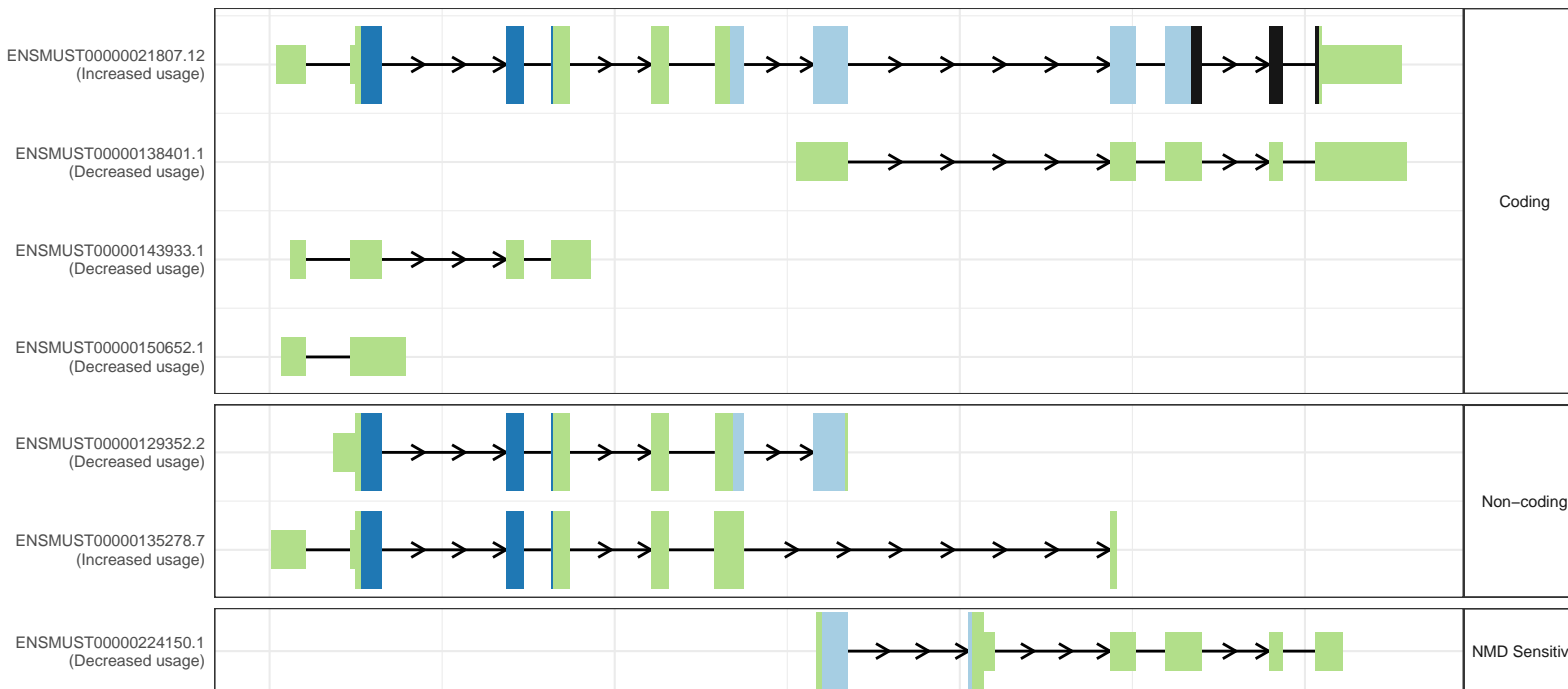 ENSMUST00000021807.12
(Increased usage)
ENSMUST00000138401.1
(Decreased usage)
ENSMUST00000143933.1
(Decreased usage)
ENSMUST00000150652.1
(Decreased usage)
Coding
ENSMUST00000129352.2
(Decreased usage)
ENSMUST00000135278.7
(Increased usage)
Non−coding
ENSMUST00000224150.1
(Decreased usage)
NMD Sensitiv